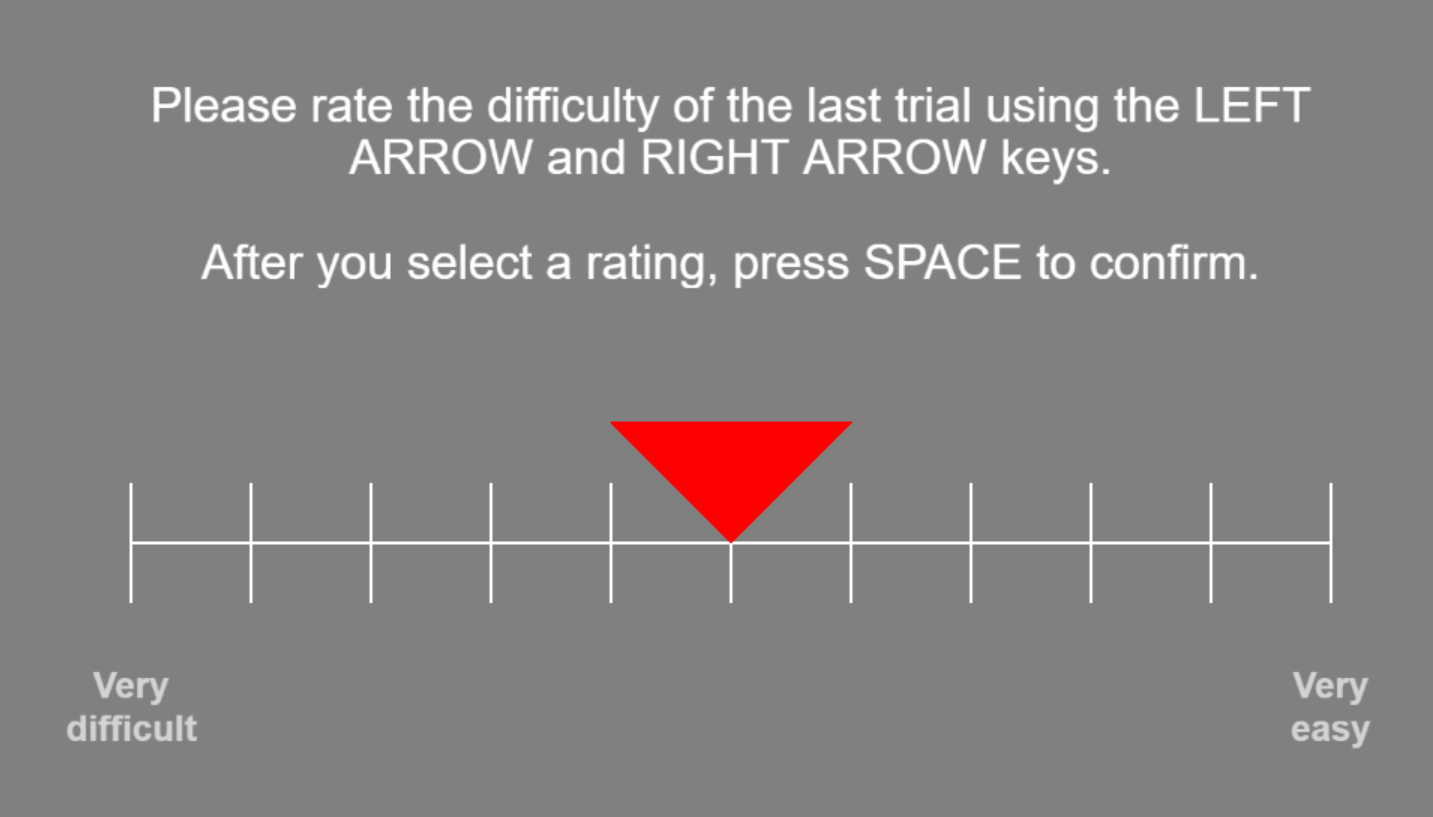 Please rate the difficulty of the last trial using the LEFT
ARROW and RIGHT ARROW keys.
After you select a rating, press SPACE to confirm.
Very
difficult
Very
easy